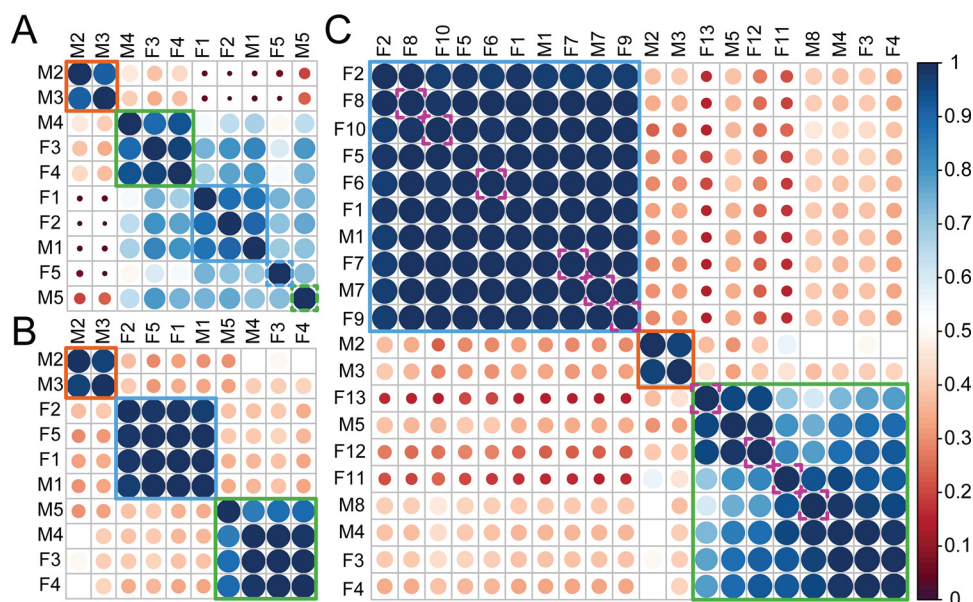 A
M2 M3 M4 F3 F4 F1 F2 M1 F5 M5
M2
M3
M4
F3
F4
F1
F2
M1
F5
M5
B
M2 M3 F2 F5 F1 M1 M5 M4 F3 F4
M2
M3
F2
F5
F1
M1
M5
M4
F3
F4
C
F2 F8 F10 F5 F6 F1 M1 F7 M7 F9 M2 M3 F13 M5 F12 F11 M8 M4 F3 F4
F2
F8
F10
F5
F6
F1
M1
F7
M7
F9
M2
M3
F13
M5
F12
F11
M8
M4
F3
F4
1
0.9
0.8
0.7
0.6
0.5
0.4
0.3
0.2
0.1
0